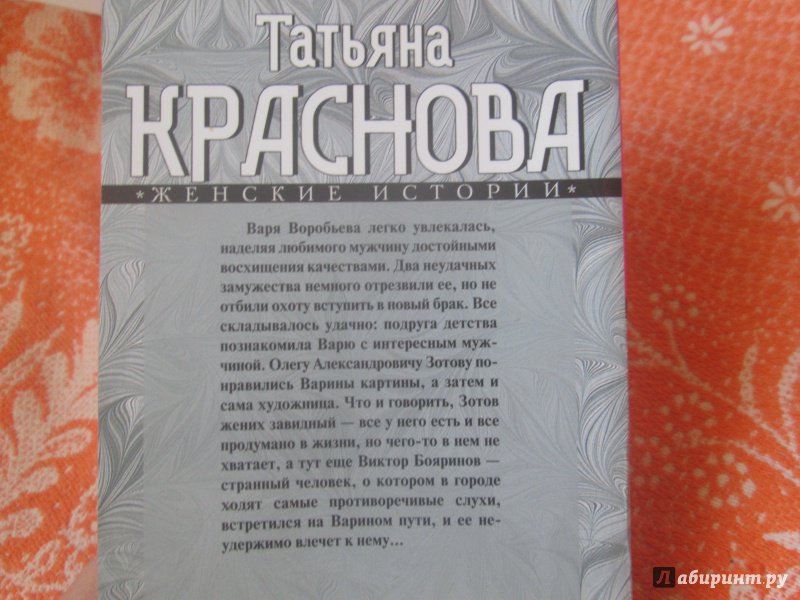 Татьяна
КРАСНОВА
*ЖЕНСКИЕ ИСТОРИИ*
Варя Воробьева легко увлекалась,
наделяя любимого мужчину достойными
восхищения качествами. Два неудачных
замужества немного отрезвили ее, но не
отбили охоту вступить в новый брак. Все
складывалось удачно: подруга детства
познакомила Варю с интересным муж-
чиной. Олегу Александровичу Зотову по-
нравились Варины картины, а затем и
сама художница. Что и говорить, Зотов
жених завидный — все у него есть и все
продумано в жизни, но чего-то в нем не
хватает, а тут еще Виктор Бояринов —
странный человек, о котором в городе
ходят самые противоречивые слухи,
встретился на Варином пути, и ее не-
удержимо влечет к нему...
Лабиринт.ру